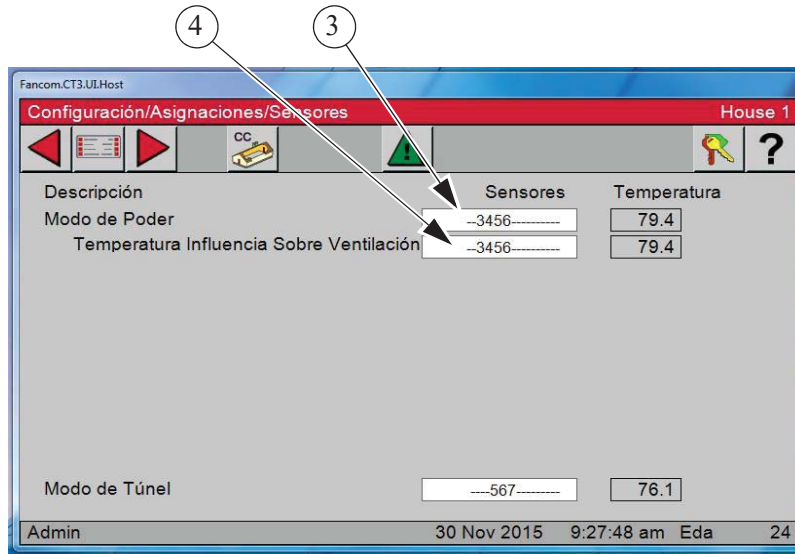 4 3
Fancom.CT3.UI.Host
Configuración/Asignaciones/Sensores House 1
CC ?
Descripción Sensores Temperatura
Modo de Poder --3456---------- 79.4
Temperatura Influencia Sobre Ventilación --3456---------- 79.4
Modo de Túnel ----567--------- 76.1
Admin 30 Nov 2015 9:27:48 am Eda 24